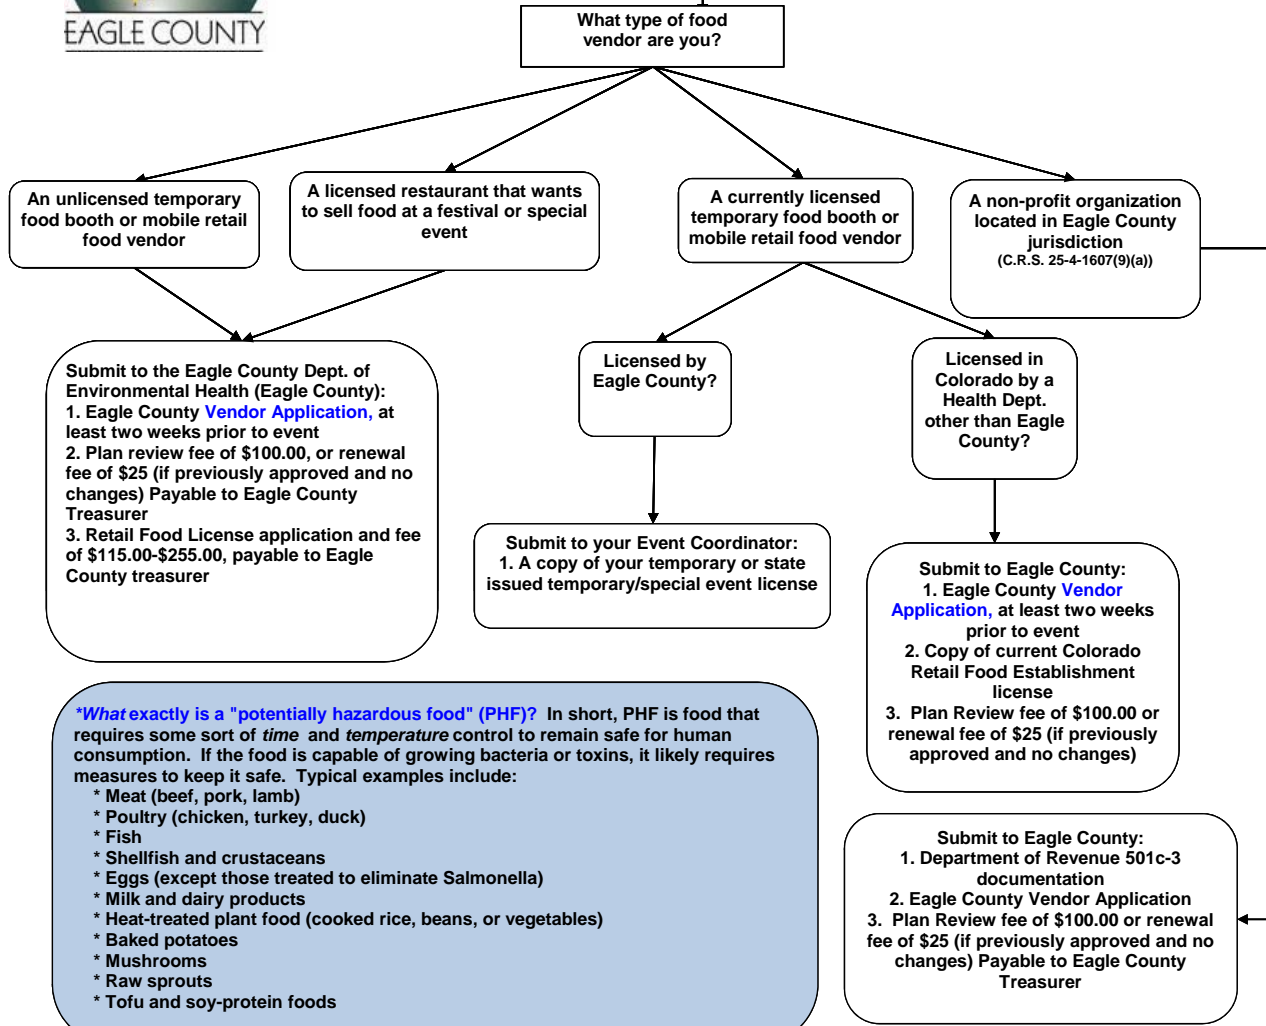 EAGLE COUNTY
What type of food
vendor are you?
An unlicensed temporary
food booth or mobile retail
food vendor
A licensed restaurant that wants
to sell food at a festival or special
event
A currently licensed
temporary food booth or
mobile retail food vendor
A non-profit organization
located in Eagle County
jurisdiction
(C.R.S. 25-4-1607(9)(a))
Submit to the Eagle County Dept. of
Environmental Health (Eagle County):
1. Eagle County Vendor Application, at
least two weeks prior to event
2. Plan review fee of $100.00, or renewal
fee of $25 (if previously approved and no
changes) Payable to Eagle County
Treasurer
3. Retail Food License application and fee
of $115.00-$255.00, payable to Eagle
County treasurer
Licensed by
Eagle County?
Licensed in
Colorado by a
Health Dept.
other than Eagle
County?
Submit to your Event Coordinator:
1. A copy of your temporary or state
issued temporary/special event license
Submit to Eagle County:
1. Eagle County Vendor
Application, at least two weeks
prior to event
2. Copy of current Colorado
Retail Food Establishment
license
3. Plan Review fee of $100.00 or
renewal fee of $25 (if previously
approved and no changes)
*What exactly is a "potentially hazardous food" (PHF)? In short, PHF is food that
requires some sort of time and temperature control to remain safe for human
consumption. If the food is capable of growing bacteria or toxins, it likely requires
measures to keep it safe. Typical examples include:
* Meat (beef, pork, lamb)
* Poultry (chicken, turkey, duck)
* Fish
* Shellfish and crustaceans
* Eggs (except those treated to eliminate Salmonella)
* Milk and dairy products
* Heat-treated plant food (cooked rice, beans, or vegetables)
* Baked potatoes
* Mushrooms
* Raw sprouts
* Tofu and soy-protein foods
Submit to Eagle County:
1. Department of Revenue 501c-3
documentation
2. Eagle County Vendor Application
3. Plan Review fee of $100.00 or renewal
fee of $25 (if previously approved and no
changes) Payable to Eagle County
Treasurer